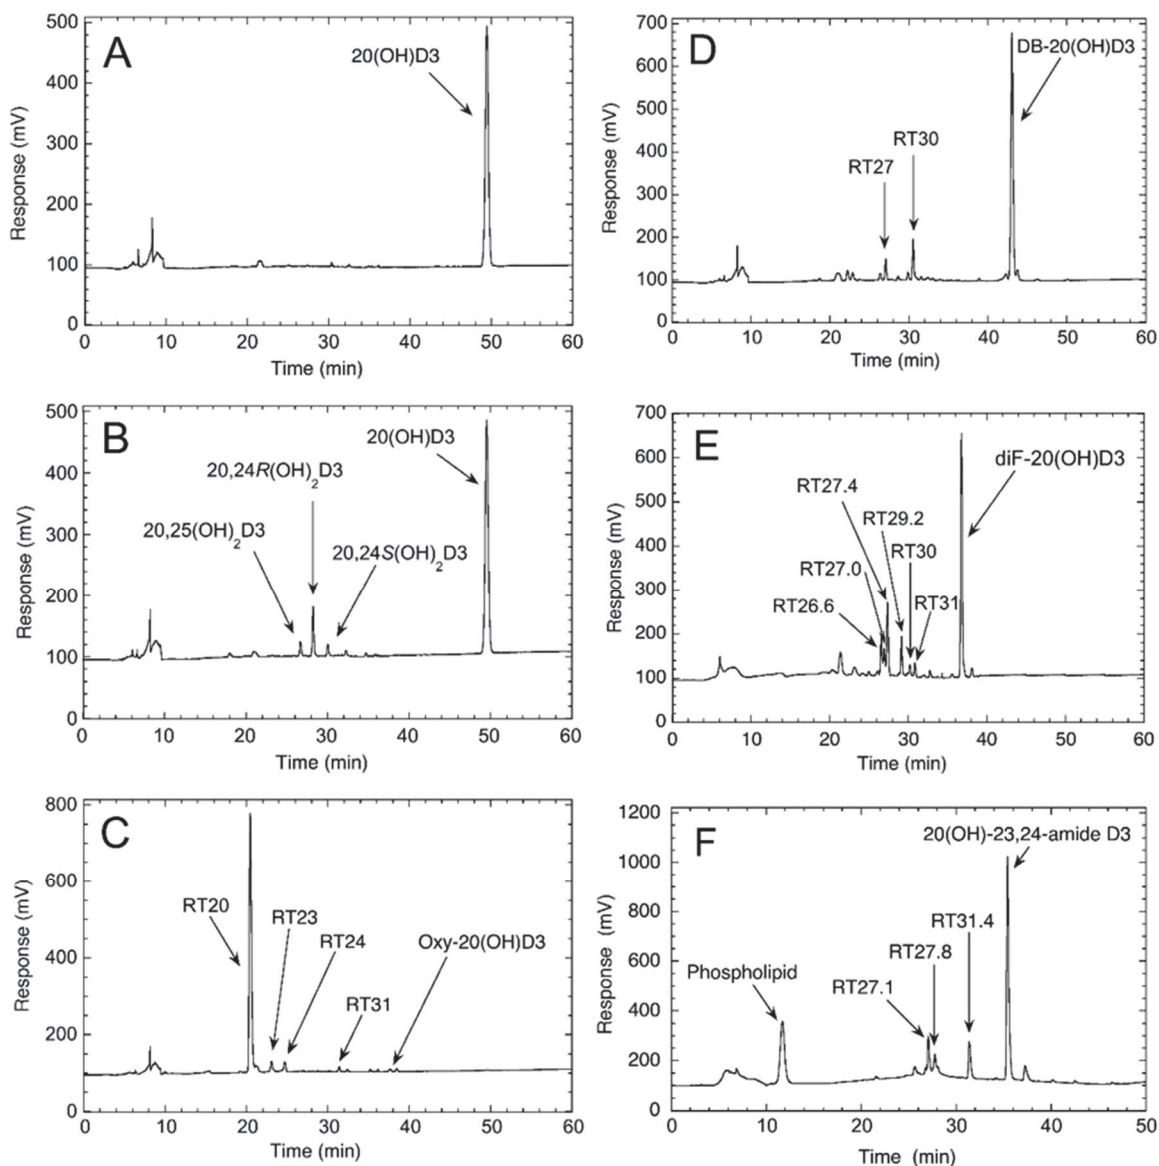 A
20(OH)D3
Response (mV)
500
400
300
200
100
0
0 10 20 30 40 50 60
Time (min)
B
20(OH)D3
20,24R(OH)2D3
20,25(OH)2D3
20,24S(OH)2D3
Response (mV)
500
400
300
200
100
0
0 10 20 30 40 50 60
Time (min)
C
RT20
RT23
RT24
Oxy-20(OH)D3
RT31
Response (mV)
800
600
400
200
0
0 10 20 30 40 50 60
Time (min)
D
DB-20(OH)D3
RT30
RT27
Response (mV)
700
600
500
400
300
200
100
0
0 10 20 30 40 50 60
Time (min)
E
diF-20(OH)D3
RT27.4
RT29.2
RT30
RT27.0
RT26.6
RT31
Response (mV)
700
600
500
400
300
200
100
0
0 10 20 30 40 50 60
Time (min)
F
20(OH)-23,24-amide D3
RT31.4
RT27.8
RT27.1
Phospholipid
Response (mV)
1200
1000
800
600
400
200
0
0 10 20 30 40 50
Time (min)